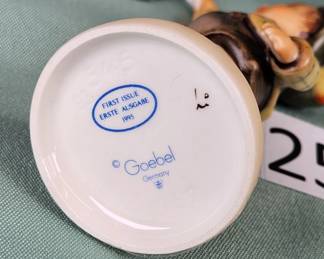 FIRST ISSUE
ERSTE AUSGABE
1995
© Goebel
Germany
25